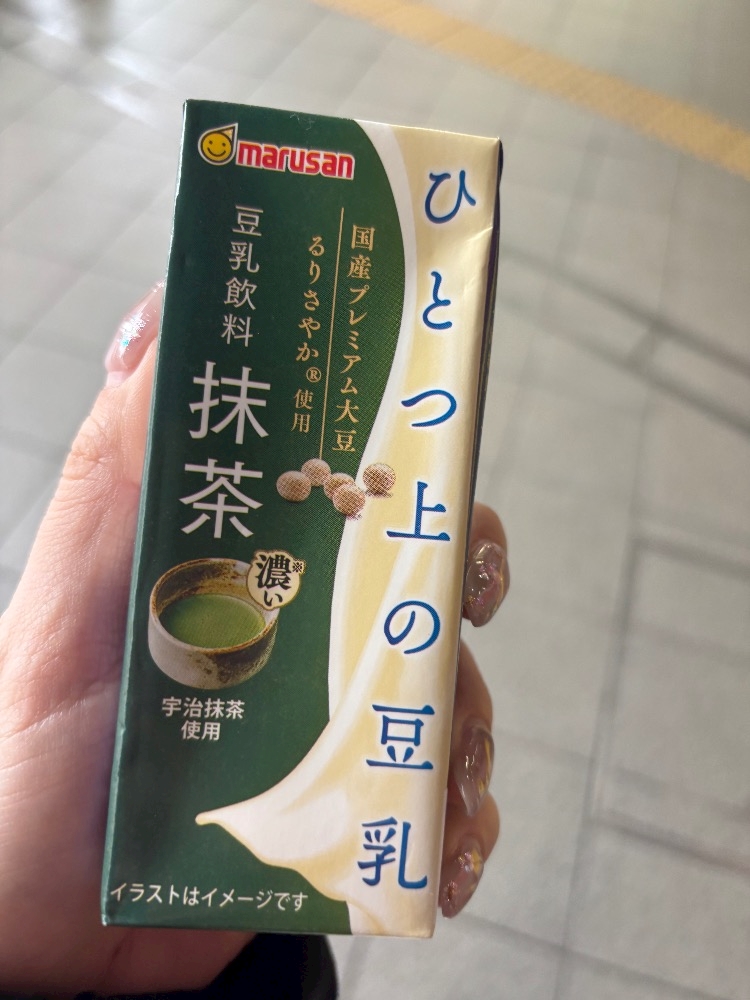 marusan
ひとつ上の豆乳
国産プレミアム大豆
るりさやか®使用
豆乳飲料
抹茶
濃い※
宇治抹茶
使用
イラストはイメージです